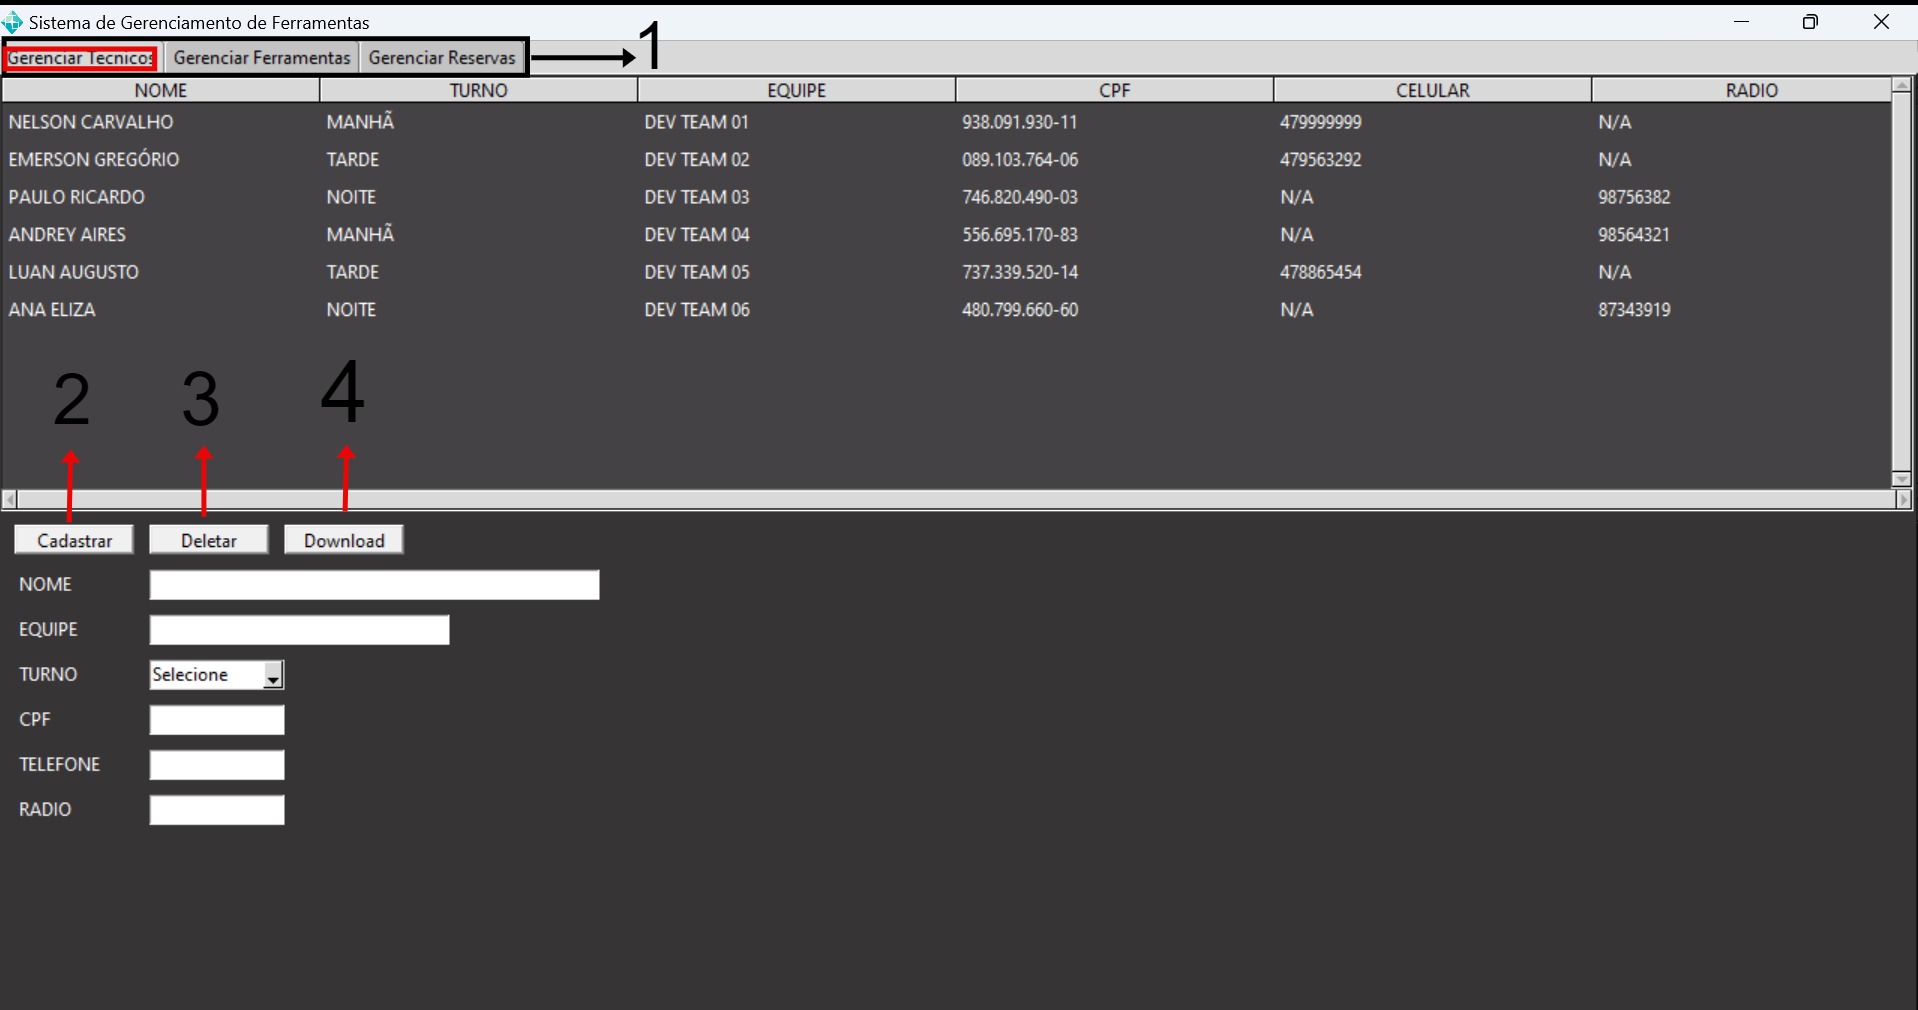 Sistema de Gerenciamento de Ferramentas
Gerenciar Tecnicos Gerenciar Ferramentas Gerenciar Reservas 1
NOME TURNO EQUIPE CPF CELULAR RADIO
NELSON CARVALHO MANHÃ DEV TEAM 01 938.091.930-11 479999999 N/A
EMERSON GREGÓRIO TARDE DEV TEAM 02 089.103.764-06 479563292 N/A
PAULO RICARDO NOITE DEV TEAM 03 746.820.490-03 N/A 98756382
ANDREY AIRES MANHÃ DEV TEAM 04 556.695.170-83 N/A 98564321
LUAN AUGUSTO TARDE DEV TEAM 05 737.339.520-14 478865454 N/A
ANA ELIZA NOITE DEV TEAM 06 480.799.660-60 N/A 87343919
2 3 4
Cadastrar Deletar Download
NOME
EQUIPE
TURNO Selecione
CPF
TELEFONE
RADIO